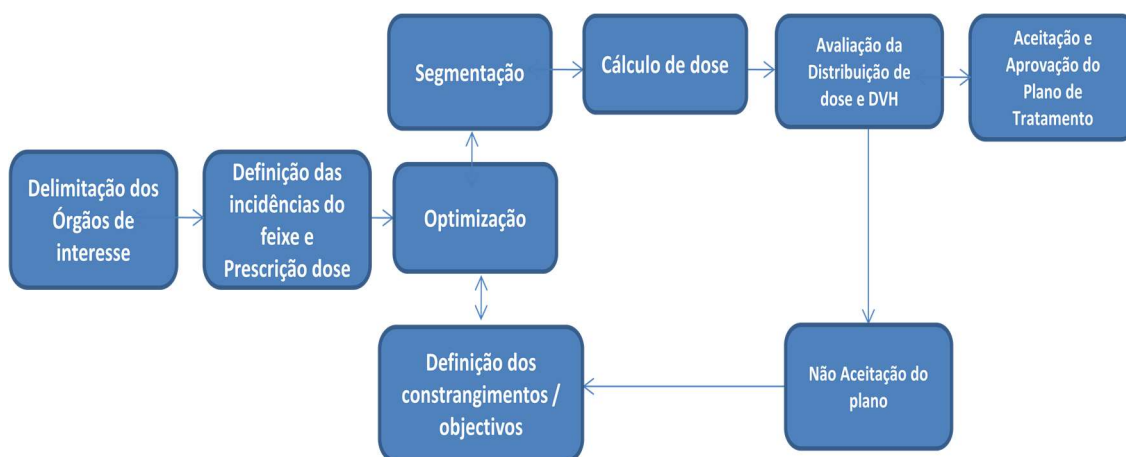 Delimitação dos
Órgãos de
interesse
Definição das
incidências do
feixe e
Prescrição dose
Optimização
Segmentação
Cálculo de dose
Avaliação da
Distribuição de
dose e DVH
Aceitação e
Aprovação do
Plano de
Tratamento
Não Aceitação do
plano
Definição dos
constrangimentos /
objectivos